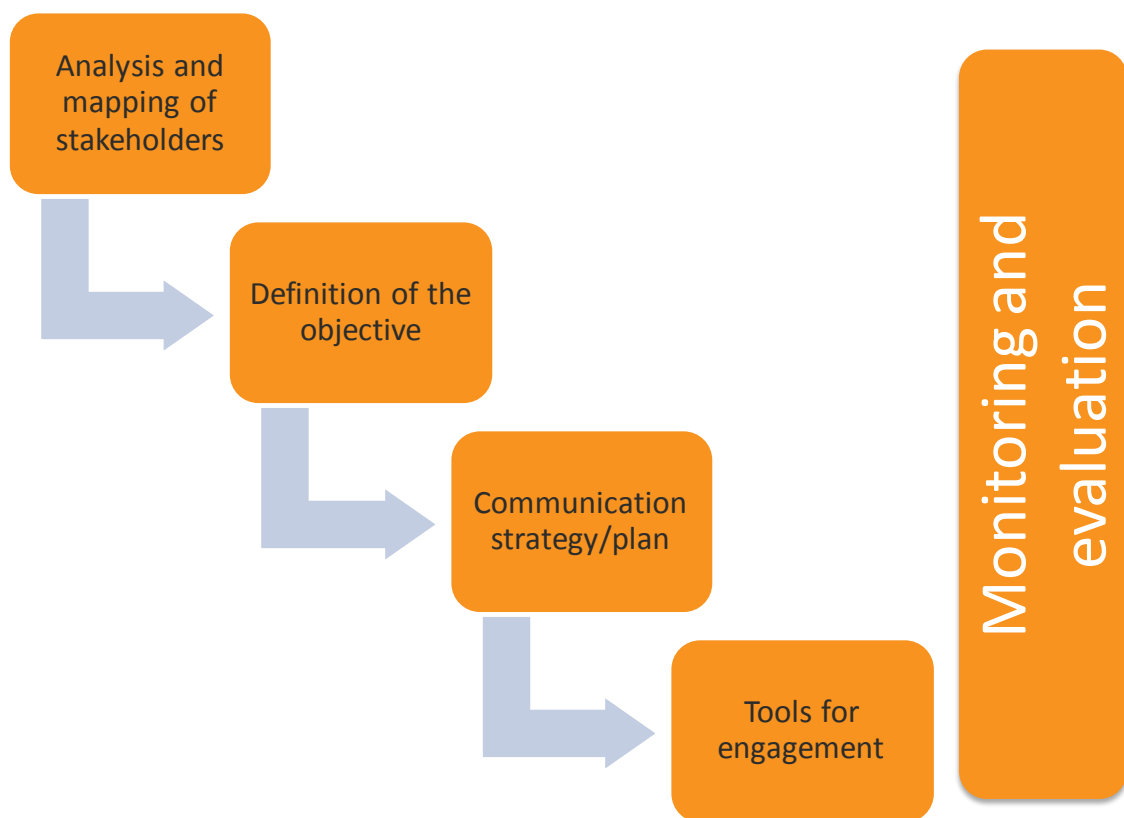 Analysis and
mapping of
stakeholders
Definition of the
objective
Communication
strategy/plan
Tools for
engagement
Monitoring and
evaluation